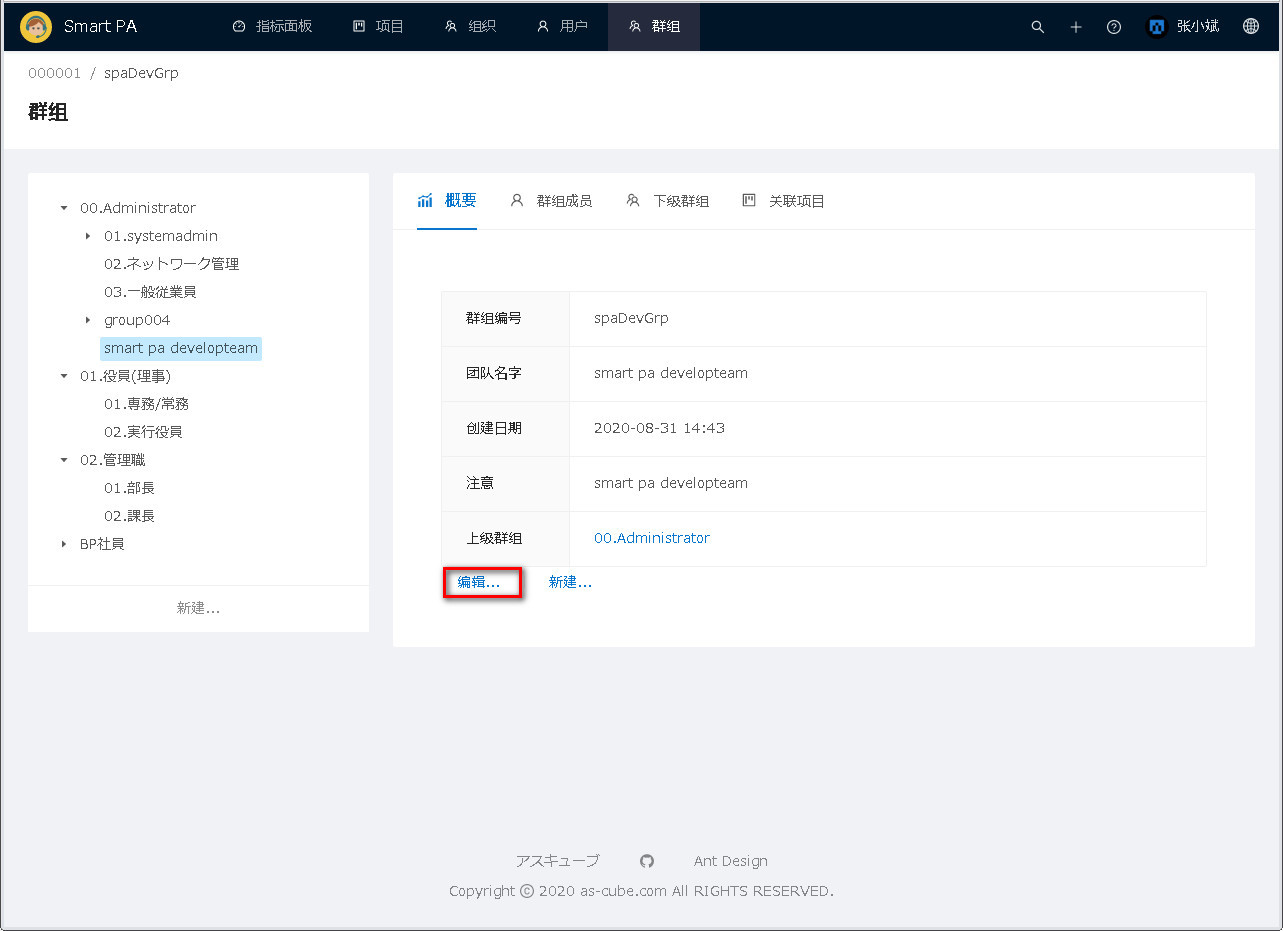 Smart PA 指标面板 项目 组织 用户 群组 张小斌
000001 / spaDevGrp
群组
00.Administrator
01.systemadmin
02.ネットワーク管理
03.一般従業員
group004
smart pa developteam
01.役員(理事)
01.専務/常務
02.実行役員
02.管理職
01.部長
02.課長
BP社員
新建...
概要 群组成员 下级群组 关联项目
群组编号 spaDevGrp
团队名字 smart pa developteam
创建日期 2020-08-31 14:43
注意 smart pa developteam
上级群组 00.Administrator
编辑... 新建...
アスキューブ Ant Design
Copyright © 2020 as-cube.com All RIGHTS RESERVED.